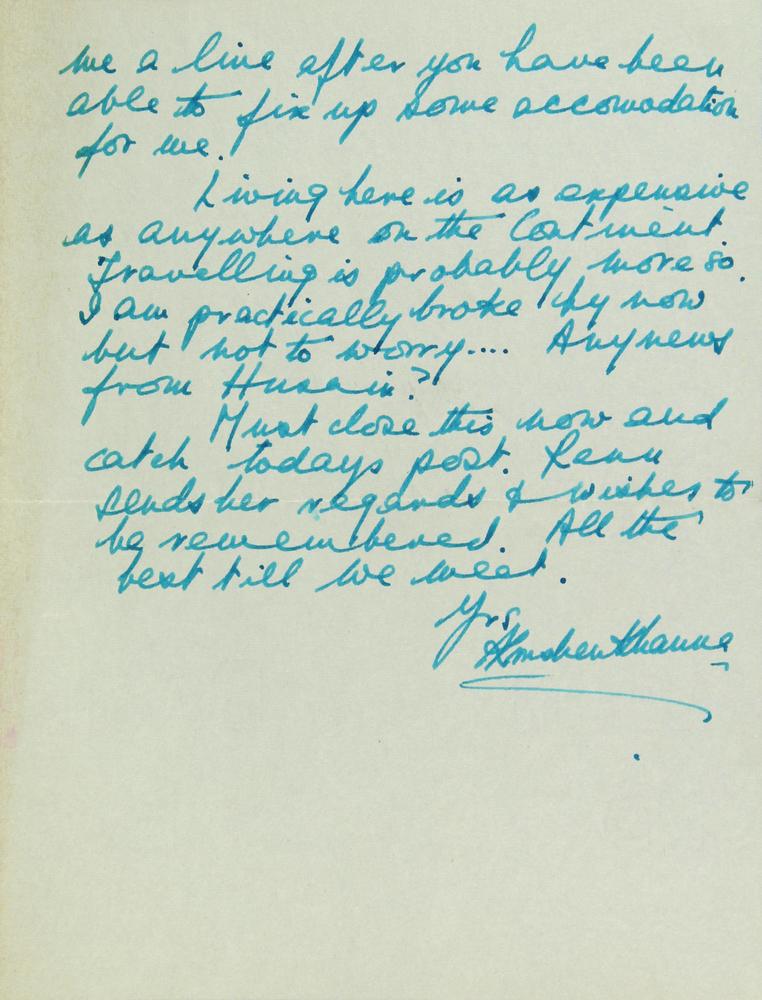 me a line after you have been
able to fix up some accomodation
for me.
Living here is as expensive
as anywhere on the Continent.
Travelling is probably more so.
I am practically broke by now
but not to worry.... Any news
from Husain?
Must close this now and
catch todays post. Renu
sends her regards & wishes to
be remembered. All the
best till we meet.
Yrs
Krishen Khanna